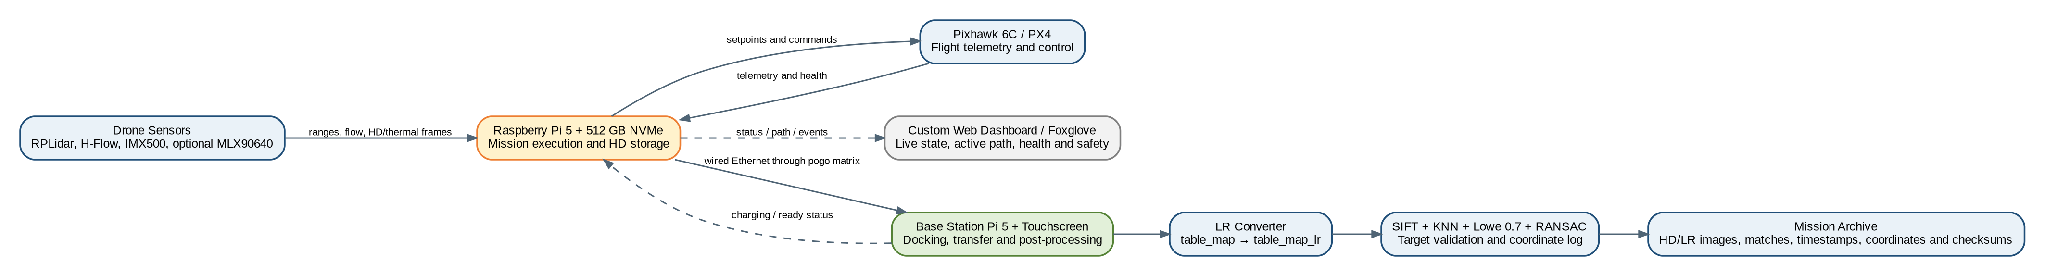 Drone Sensors
RPLidar, H-Flow, IMX500, optional MLX90640
ranges, flow, HD/thermal frames
Raspberry Pi 5 + 512 GB NVMe
Mission execution and HD storage
setpoints and commands
Pixhawk 6C / PX4
Flight telemetry and control
telemetry and health
status / path / events
Custom Web Dashboard / Foxglove
Live state, active path, health and safety
wired Ethernet through pogo matrix
charging / ready status
Base Station Pi 5 + Touchscreen
Docking, transfer and post-processing
LR Converter
table_map → table_map_lr
SIFT + KNN + Lowe 0.7 + RANSAC
Target validation and coordinate log
Mission Archive
HD/LR images, matches, timestamps, coordinates and checksums